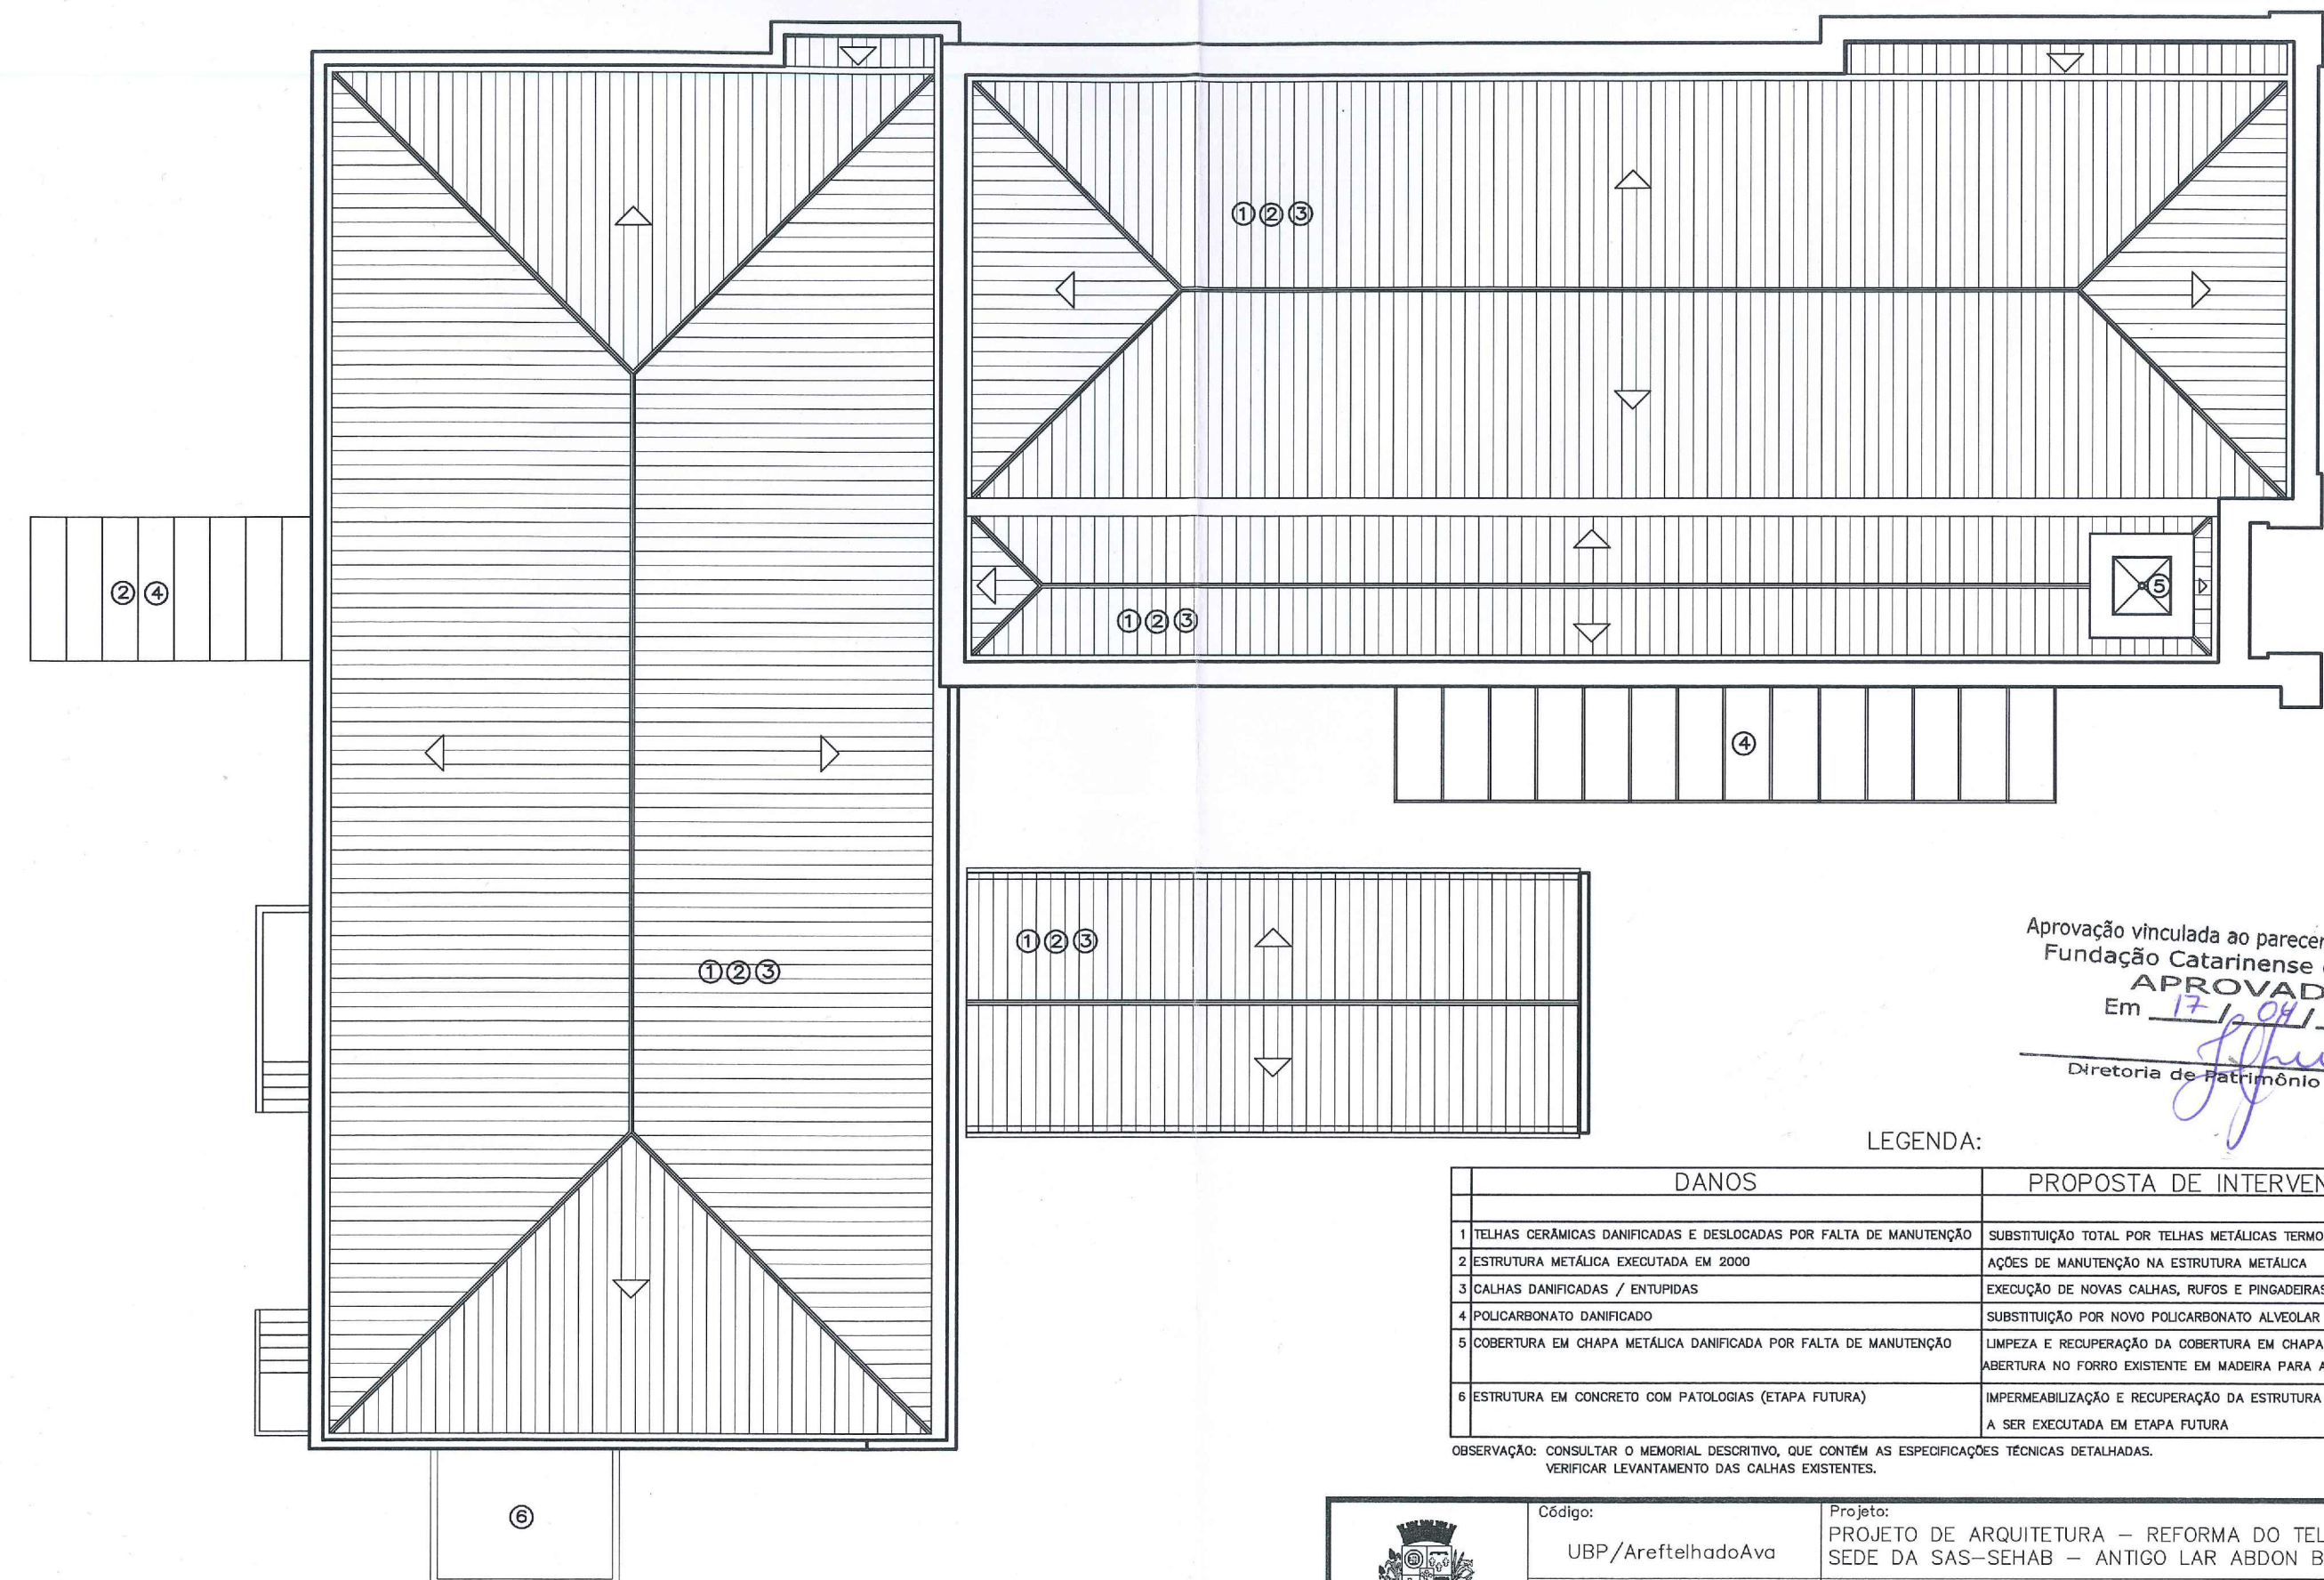 ①②③
②④
⑤
①②③
④
①②③
①②③
⑥
Aprovação vinculada ao parecer
Fundação Catarinense
APROVAD
Em 17 / 04 /
Diretoria de Patrimônio
LEGENDA:
DANOS PROPOSTA DE INTERVEN
1 TELHAS CERÂMICAS DANIFICADAS E DESLOCADAS POR FALTA DE MANUTENÇÃO SUBSTITUIÇÃO TOTAL POR TELHAS METÁLICAS TERMO
2 ESTRUTURA METÁLICA EXECUTADA EM 2000 AÇÕES DE MANUTENÇÃO NA ESTRUTURA METÁLICA
3 CALHAS DANIFICADAS / ENTUPIDAS EXECUÇÃO DE NOVAS CALHAS, RUFOS E PINGADEIRAS
4 POLICARBONATO DANIFICADO SUBSTITUIÇÃO POR NOVO POLICARBONATO ALVEOLAR
5 COBERTURA EM CHAPA METÁLICA DANIFICADA POR FALTA DE MANUTENÇÃO LIMPEZA E RECUPERAÇÃO DA COBERTURA EM CHAPA
ABERTURA NO FORRO EXISTENTE EM MADEIRA PARA A
6 ESTRUTURA EM CONCRETO COM PATOLOGIAS (ETAPA FUTURA) IMPERMEABILIZAÇÃO E RECUPERAÇÃO DA ESTRUTURA
A SER EXECUTADA EM ETAPA FUTURA
OBSERVAÇÃO: CONSULTAR O MEMORIAL DESCRITIVO, QUE CONTÉM AS ESPECIFICAÇÕES TÉCNICAS DETALHADAS.
VERIFICAR LEVANTAMENTO DAS CALHAS EXISTENTES.
Código:
UBP/AreftelhadoAva
Projeto:
PROJETO DE ARQUITETURA – REFORMA DO TEL
SEDE DA SAS–SEHAB – ANTIGO LAR ABDON B